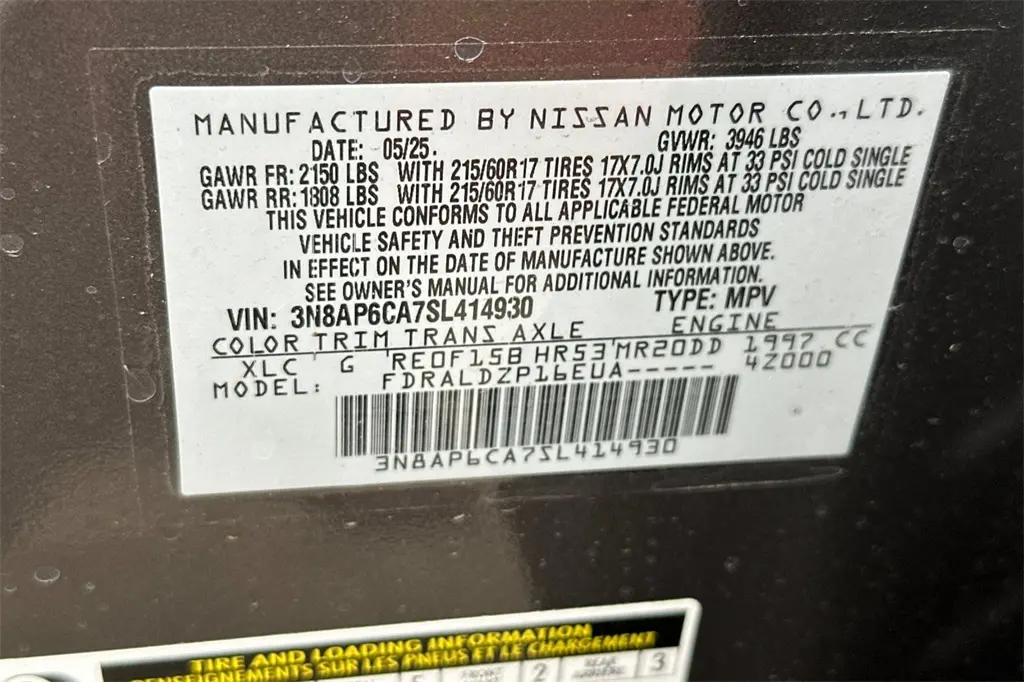 MANUFACTURED BY NISSAN MOTOR CO., LTD.
DATE: 05/25. GVWR: 3946 LBS
GAWR FR: 2150 LBS WITH 215/60R17 TIRES 17X7.0J RIMS AT 33 PSI COLD SINGLE
GAWR RR: 1808 LBS WITH 215/60R17 TIRES 17X7.0J RIMS AT 33 PSI COLD SINGLE
THIS VEHICLE CONFORMS TO ALL APPLICABLE FEDERAL MOTOR
VEHICLE SAFETY AND THEFT PREVENTION STANDARDS
IN EFFECT ON THE DATE OF MANUFACTURE SHOWN ABOVE.
SEE OWNER'S MANUAL FOR ADDITIONAL INFORMATION.
VIN: 3N8AP6CA7SL414930 TYPE: MPV
COLOR TRIM TRANS AXLE ENGINE
XLC G RE0F15B HR53 MR20DD 1997 CC
MODEL: FDRALDZP16EUA----- 4Z000
3N8AP6CA7SL414930
TIRE AND LOADING INFORMATION
RENSEIGNEMENTS SUR LES PNEUS ET LE CHARGEMENT
5 FRONT 2 REAR 3